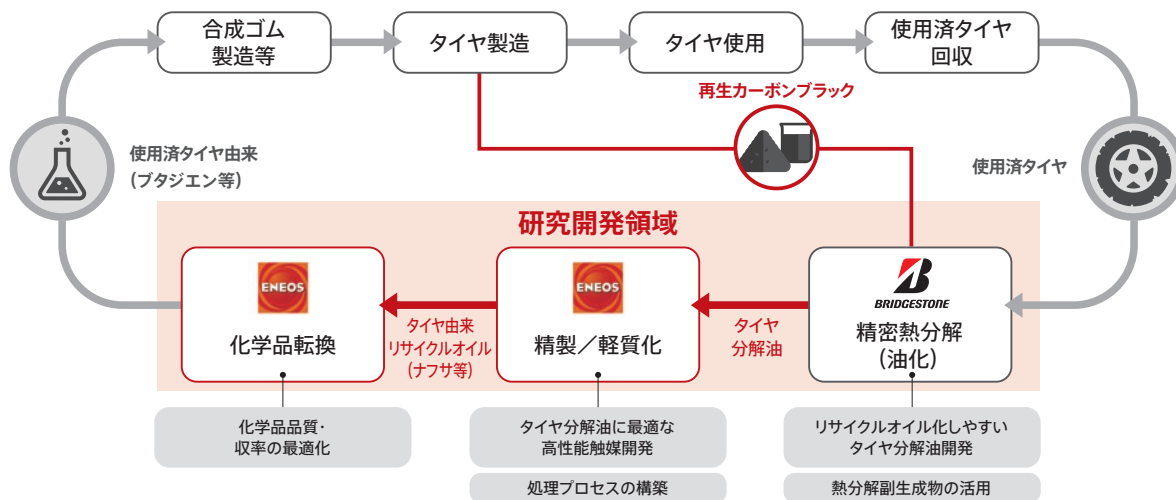 合成ゴム
製造等
タイヤ製造
タイヤ使用
使用済タイヤ
回収
再生カーボンブラック
使用済タイヤ由来
(ブタジエン等)
使用済タイヤ
研究開発領域
ENEOS
化学品転換
タイヤ由来
リサイクルオイル
(ナフサ等)
ENEOS
精製／軽質化
タイヤ
分解油
BRIDGESTONE
精密熱分解
(油化)
化学品品質・
収率の最適化
タイヤ分解油に最適な
高性能触媒開発
処理プロセスの構築
リサイクルオイル化しやすい
タイヤ分解油開発
熱分解副生成物の活用